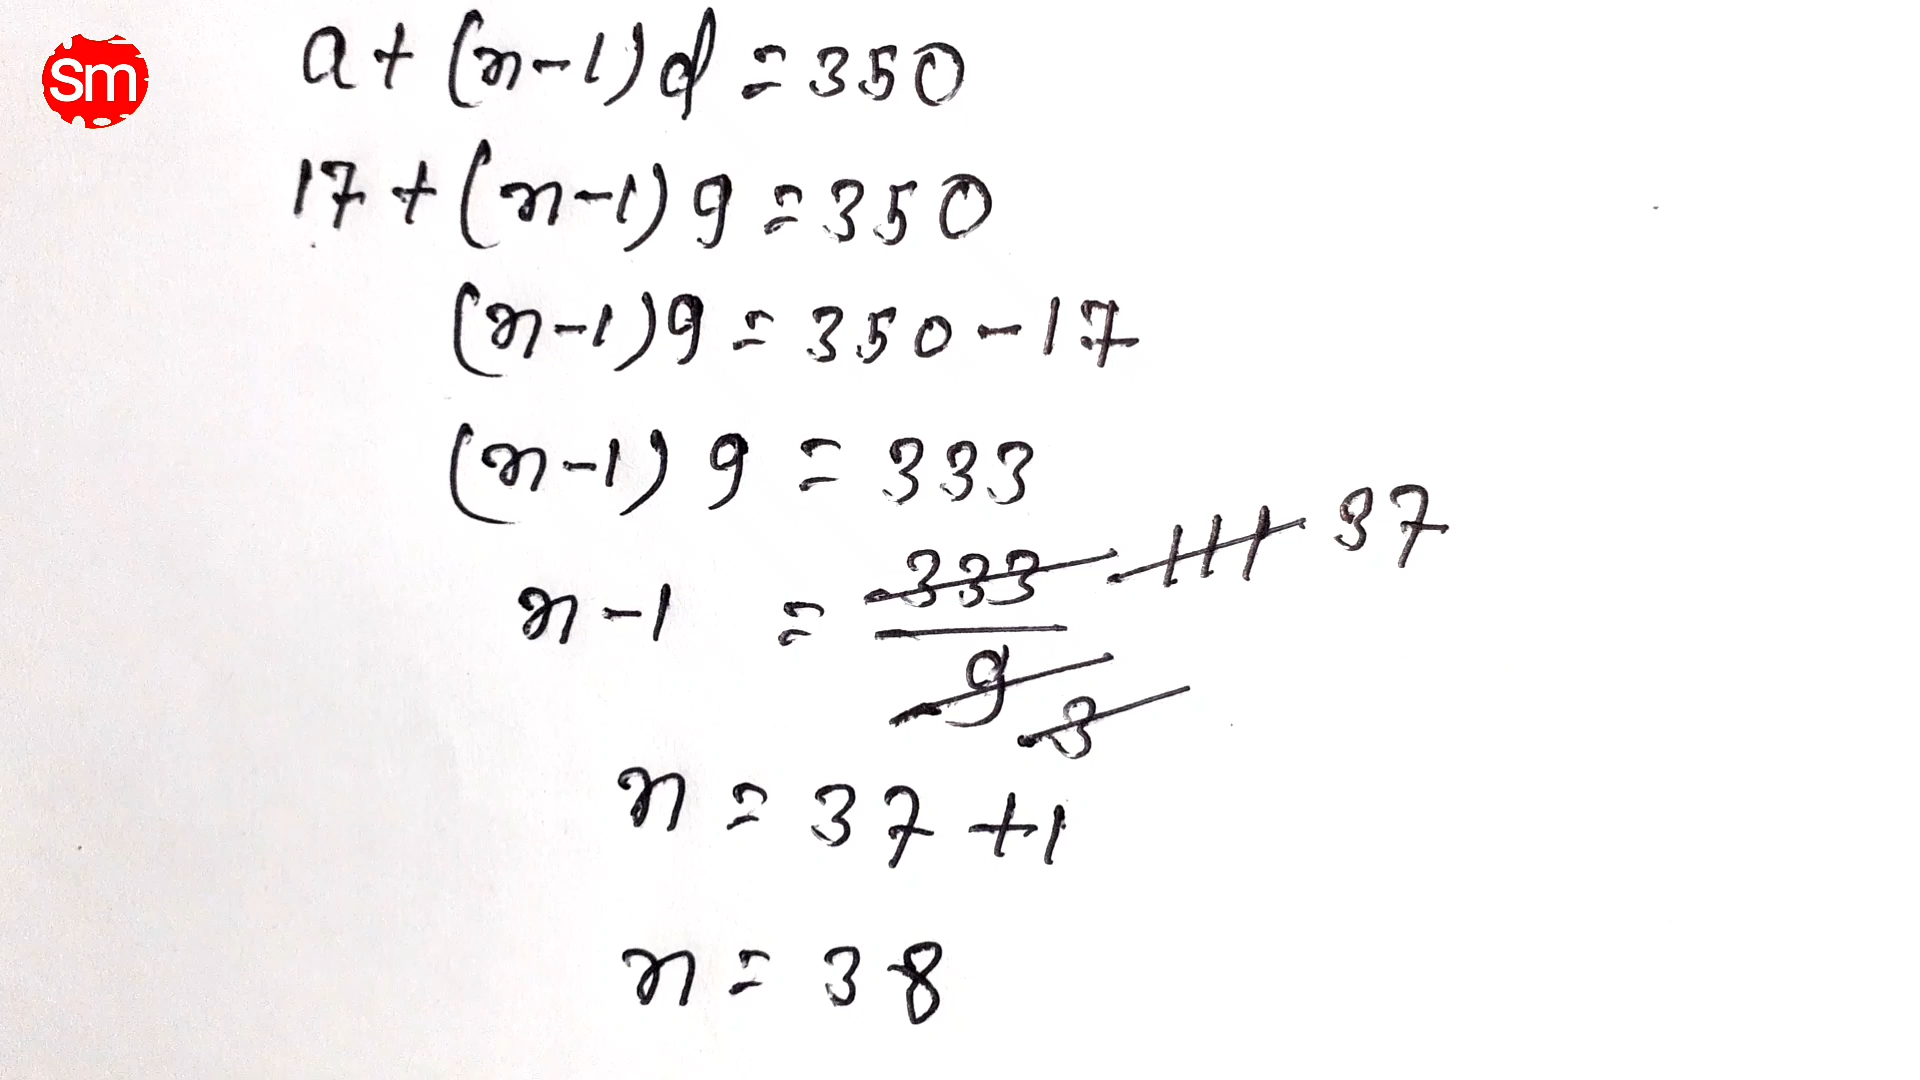 Sm
a + (n-1) d = 350
17 + (n-1) 9 = 350
(n-1) 9 = 350 - 17
(n-1) 9 = 333
n-1 = 333/9 111/3 37
n = 37 + 1
n = 38